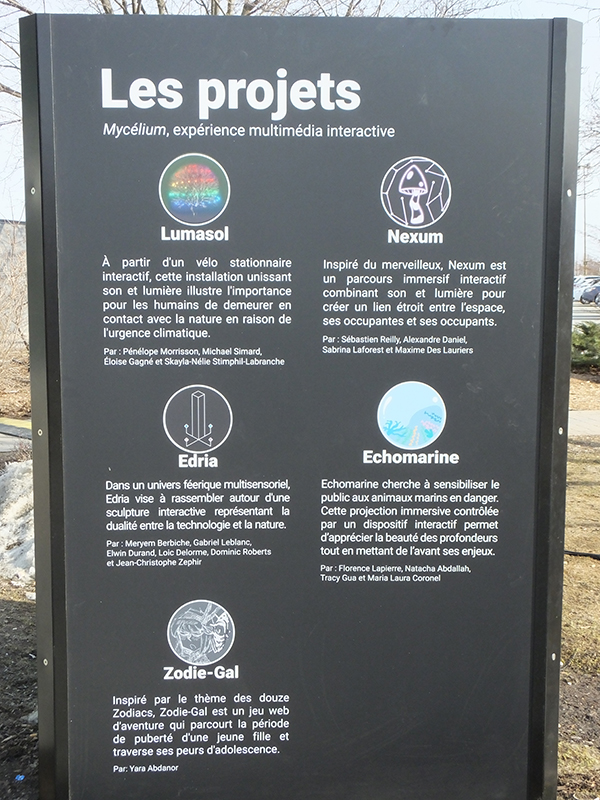 Les projets
Mycélium, expérience multimédia interactive
Lumasol
À partir d'un vélo stationnaire
interactif, cette installation unissant
son et lumière illustre l'importance
pour les humains de demeurer en
contact avec la nature en raison de
l'urgence climatique.
Par : Pénélope Morrisson, Michael Simard,
Éloise Gagné et Skayla-Nélie Stimphil-Labranche
Nexum
Inspiré du merveilleux, Nexum est
un parcours immersif interactif
combinant son et lumière pour
créer un lien étroit entre l'espace,
ses occupantes et ses occupants.
Par : Sébastien Reilly, Alexandre Daniel,
Sabrina Laforest et Maxime Des Lauriers
Edria
Dans un univers féerique multisensoriel,
Edria vise à rassembler autour d'une
sculpture interactive représentant la
dualité entre la technologie et la nature.
Par : Meryem Berbiche, Gabriel Leblanc,
Elwin Durand, Loic Delorme, Dominic Roberts
et Jean-Christophe Zephir
Echomarine
Echomarine cherche à sensibiliser le
public aux animaux marins en danger.
Cette projection immersive contrôlée
par un dispositif interactif permet
d'apprécier la beauté des profondeurs
tout en mettant de l'avant ses enjeux.
Par : Florence Lapierre, Natacha Abdallah,
Tracy Gua et Maria Laura Coronel
Zodie-Gal
Inspiré par le thème des douze
Zodiacs, Zodie-Gal est un jeu web
d'aventure qui parcourt la période
de puberté d'une jeune fille et
traverse ses peurs d'adolescence.
Par: Yara Abdanor